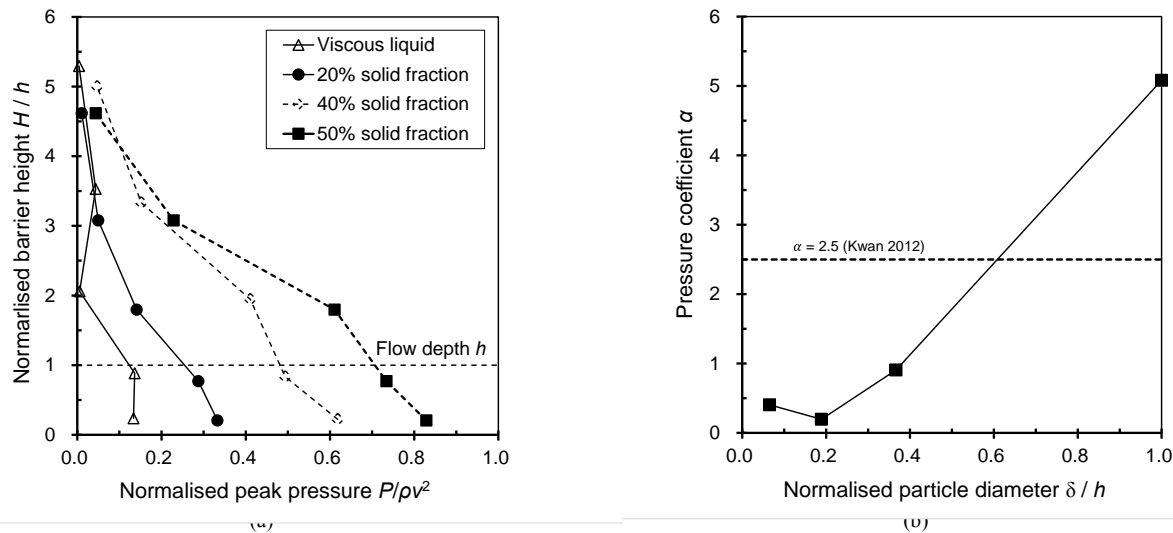 6
5
4
3
2
1
0
Normarlised barrier height H / h
Viscous liquid
20% solid fraction
40% solid fraction
50% solid fraction
Flow depth h
0.0 0.2 0.4 0.6 0.8 1.0
Normalised peak pressure P/ρv²
(a)
6
5
4
3
2
1
0
Pressure coefficient α
α = 2.5 (Kwan 2012)
0.0 0.2 0.4 0.6 0.8 1.0
Normalised particle diameter δ / h
(b)